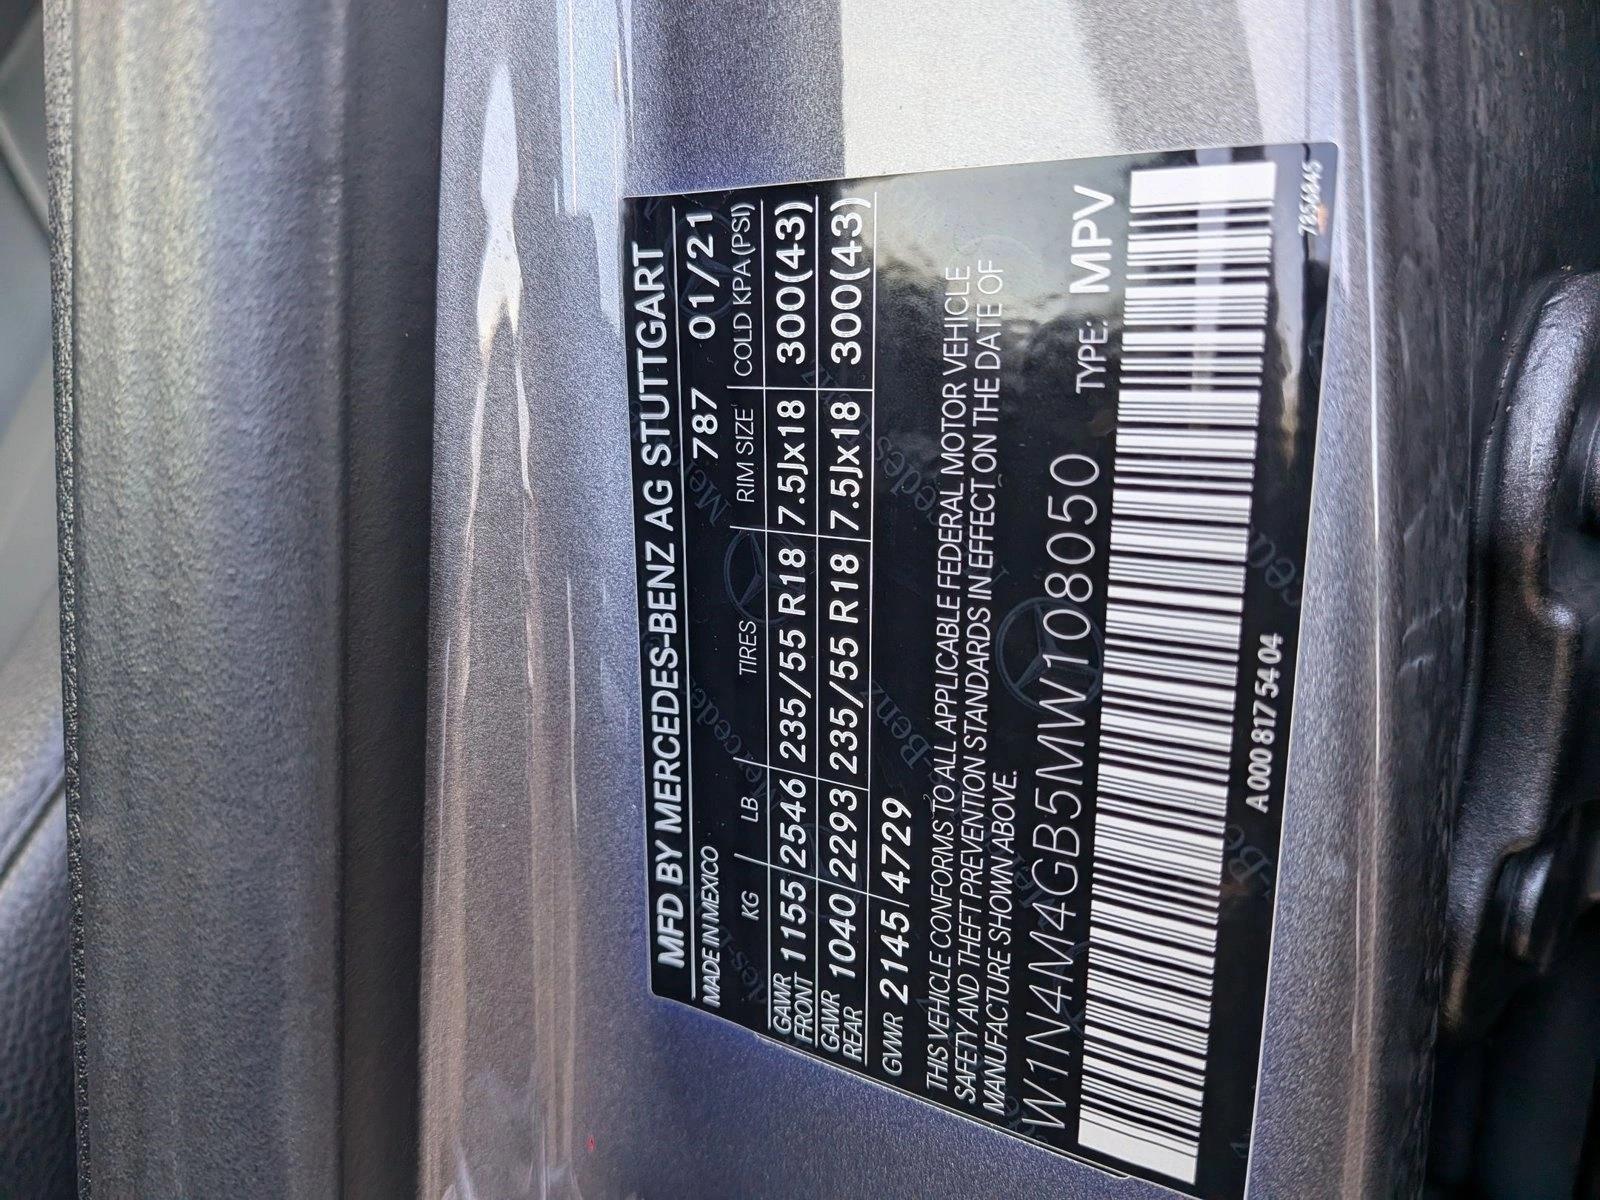 MFD BY MERCEDES-BENZ AG STUTTGART
MADE IN MEXICO 787 01/21
KG LB TIRES RIM SIZE COLD KPA (PSI)
GAWR FRONT 1155 2546 235/55 R18 7.5Jx18 300(43)
GAWR REAR 1040 2293 235/55 R18 7.5Jx18 300(43)
GVWR 2145 4729
THIS VEHICLE CONFORMS TO ALL APPLICABLE FEDERAL MOTOR VEHICLE
SAFETY AND THEFT PREVENTION STANDARDS IN EFFECT ON THE DATE OF
MANUFACTURE SHOWN ABOVE.
W1N4M4GB5MW108050 TYPE: MPV
A 000 817 54 04